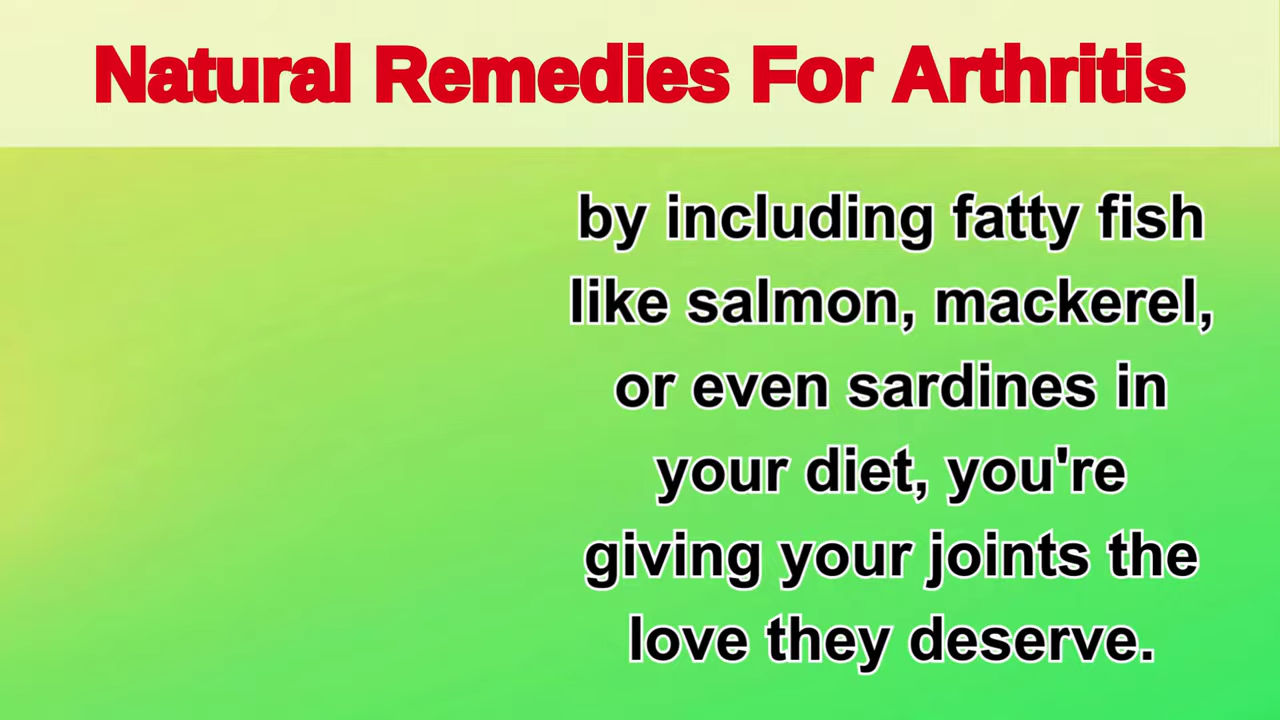 Natural Remedies For Arthritis
by including fatty fish
like salmon, mackerel,
or even sardines in
your diet, you're
giving your joints the
love they deserve.